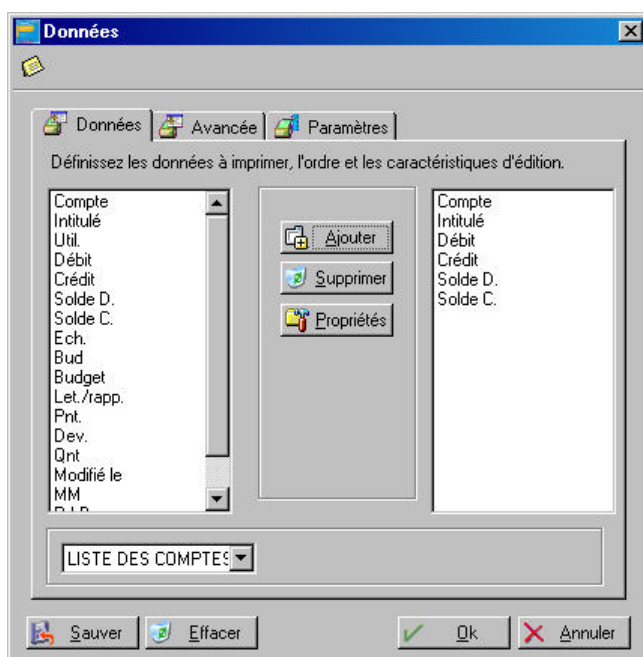 Données
Données Avancée Paramètres
Définissez les données à imprimer, l'ordre et les caractéristiques d'édition.
Compte
Intitulé
Util.
Débit
Crédit
Solde D.
Solde C.
Ech.
Bud
Budget
Let./rapp.
Pnt.
Dev.
Qnt
Modifié le
MM
Ajouter
Supprimer
Propriétés
Compte
Intitulé
Débit
Crédit
Solde D.
Solde C.
LISTE DES COMPTES
Sauver Effacer Ok Annuler